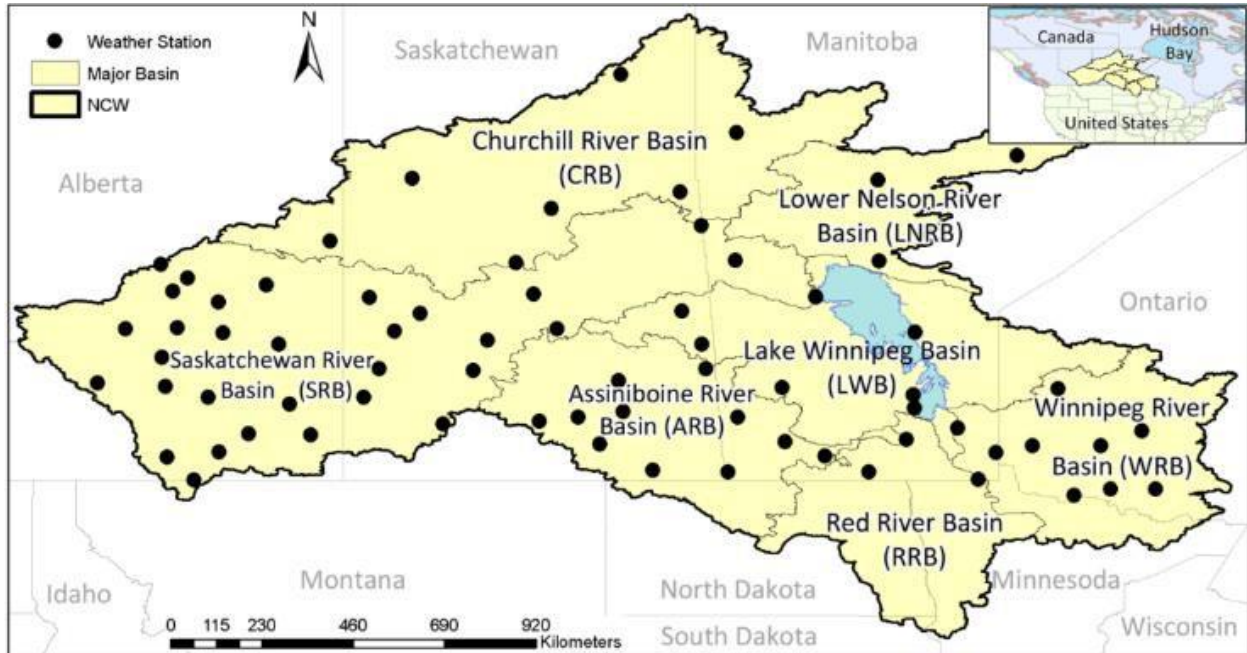 Weather Station
Major Basin
NCW
N
Saskatchewan
Manitoba
Canada
Hudson
Bay
United States
Alberta
Churchill River Basin
(CRB)
Lower Nelson River
Basin (LNRB)
Ontario
Saskatchewan River
Basin (SRB)
Lake Winnipeg Basin
(LWB)
Assiniboine River
Basin (ARB)
Winnipeg River
Basin (WRB)
Red River Basin
(RRB)
Idaho
Montana
North Dakota
South Dakota
Minnesoda
Wisconsin
0 115 230 460 690 920
Kilometers